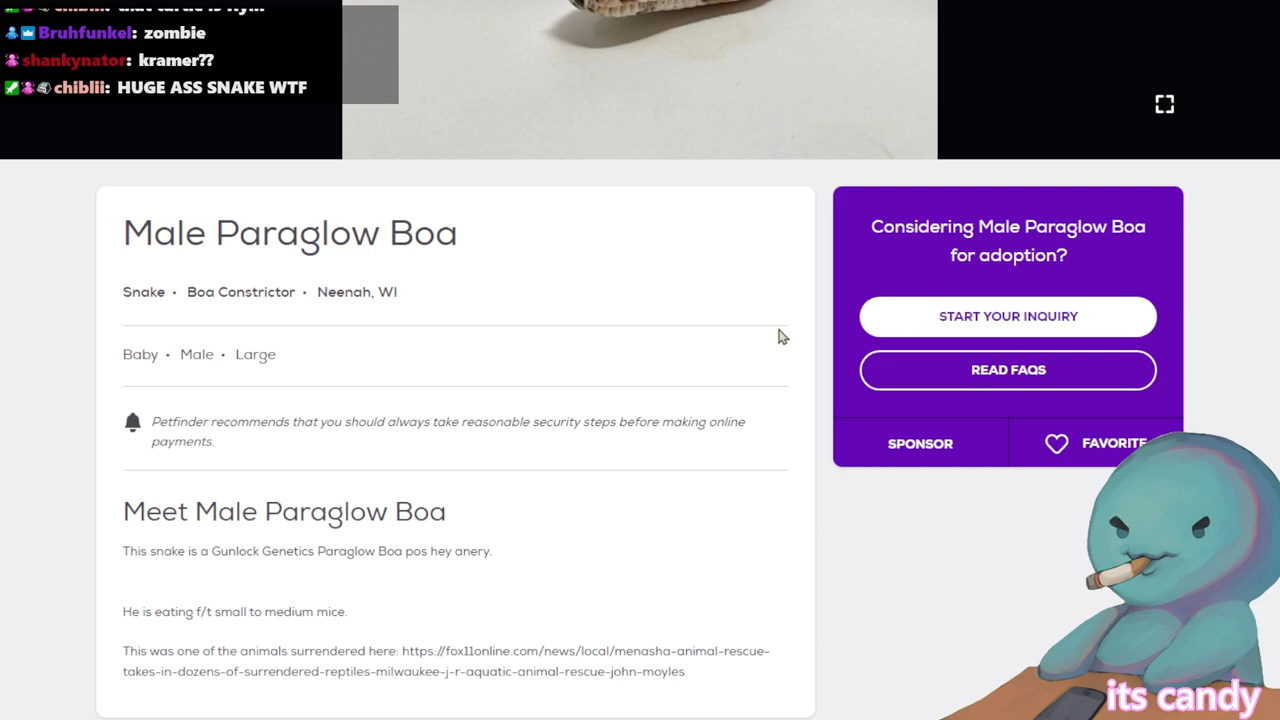 Bruhfunkel: zombie
shankynator: kramer??
chiblii: HUGE ASS SNAKE WTF
Male Paraglow Boa
Snake • Boa Constrictor • Neenah, WI
Baby • Male • Large
Petfinder recommends that you should always take reasonable security steps before making online
payments.
Meet Male Paraglow Boa
This snake is a Gunlock Genetics Paraglow Boa pos hey anery.
He is eating f/t small to medium mice.
This was one of the animals surrendered here: https://fox11online.com/news/local/menasha-animal-rescue-
takes-in-dozens-of-surrendered-reptiles-milwaukee-j-r-aquatic-animal-rescue-john-moyles
Considering Male Paraglow Boa
for adoption?
START YOUR INQUIRY
READ FAQS
SPONSOR
FAVORITE
its candy